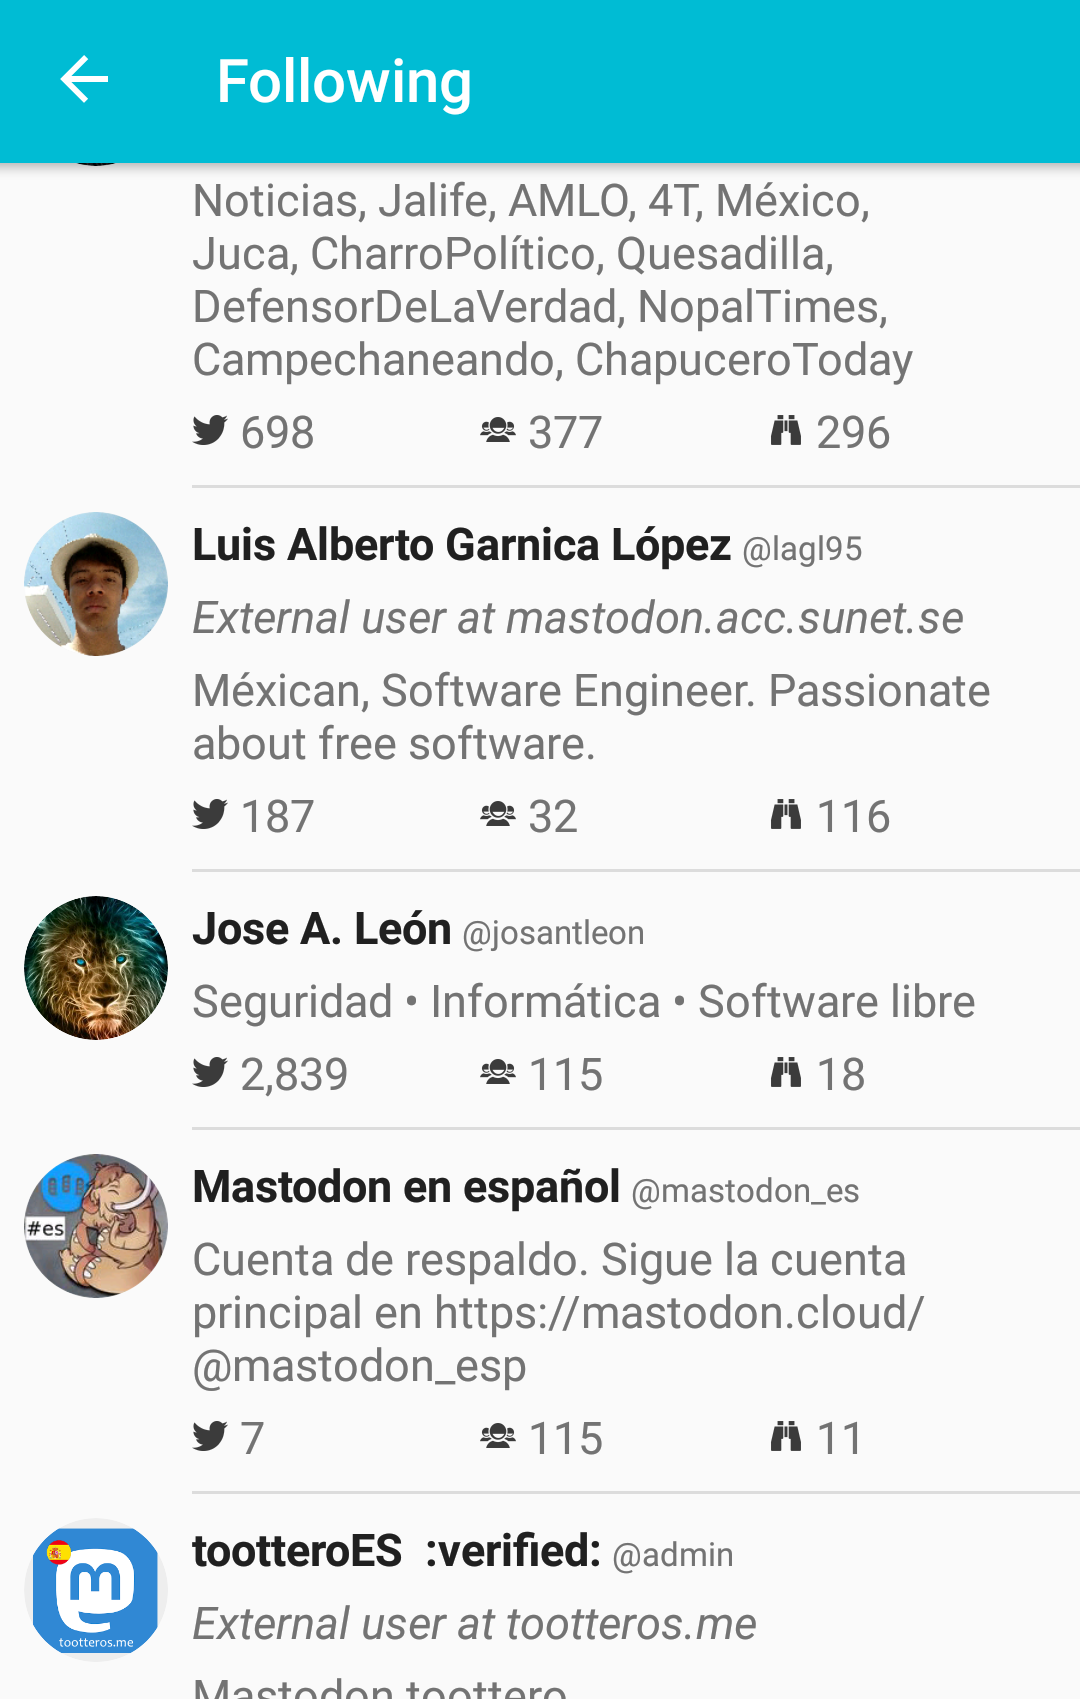 Following
Noticias, Jalife, AMLO, 4T, México,
Juca, CharroPolítico, Quesadilla,
DefensorDeLaVerdad, NopalTimes,
Campechaneando, ChapuceroToday
698 377 296
Luis Alberto Garnica López @lagl95
External user at mastodon.acc.sunet.se
Méxican, Software Engineer. Passionate
about free software.
187 32 116
Jose A. León @josantleon
Seguridad • Informática • Software libre
2,839 115 18
#es
Mastodon en español @mastodon_es
Cuenta de respaldo. Sigue la cuenta
principal en https://mastodon.cloud/
@mastodon_esp
7 115 11
tootteroES :verified: @admin
External user at tootteros.me
tootteros.me
Mastodon toottero